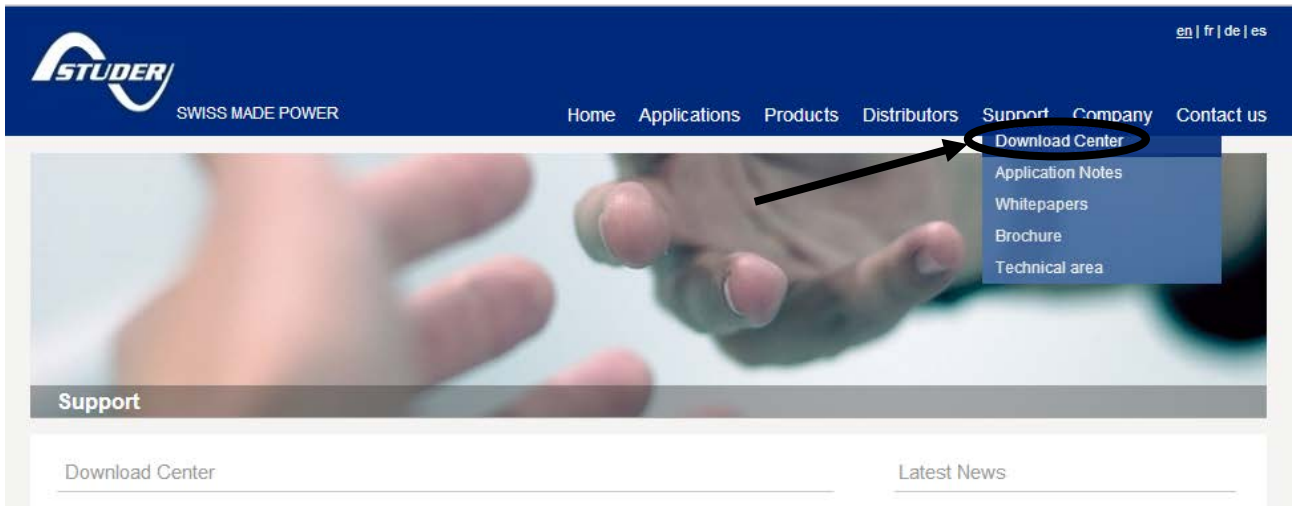 en | fr | de | es
STUDER
SWISS MADE POWER
Home Applications Products Distributors Support Company Contact us
Download Center
Application Notes
Whitepapers
Brochure
Technical area
Support
Download Center
Latest News